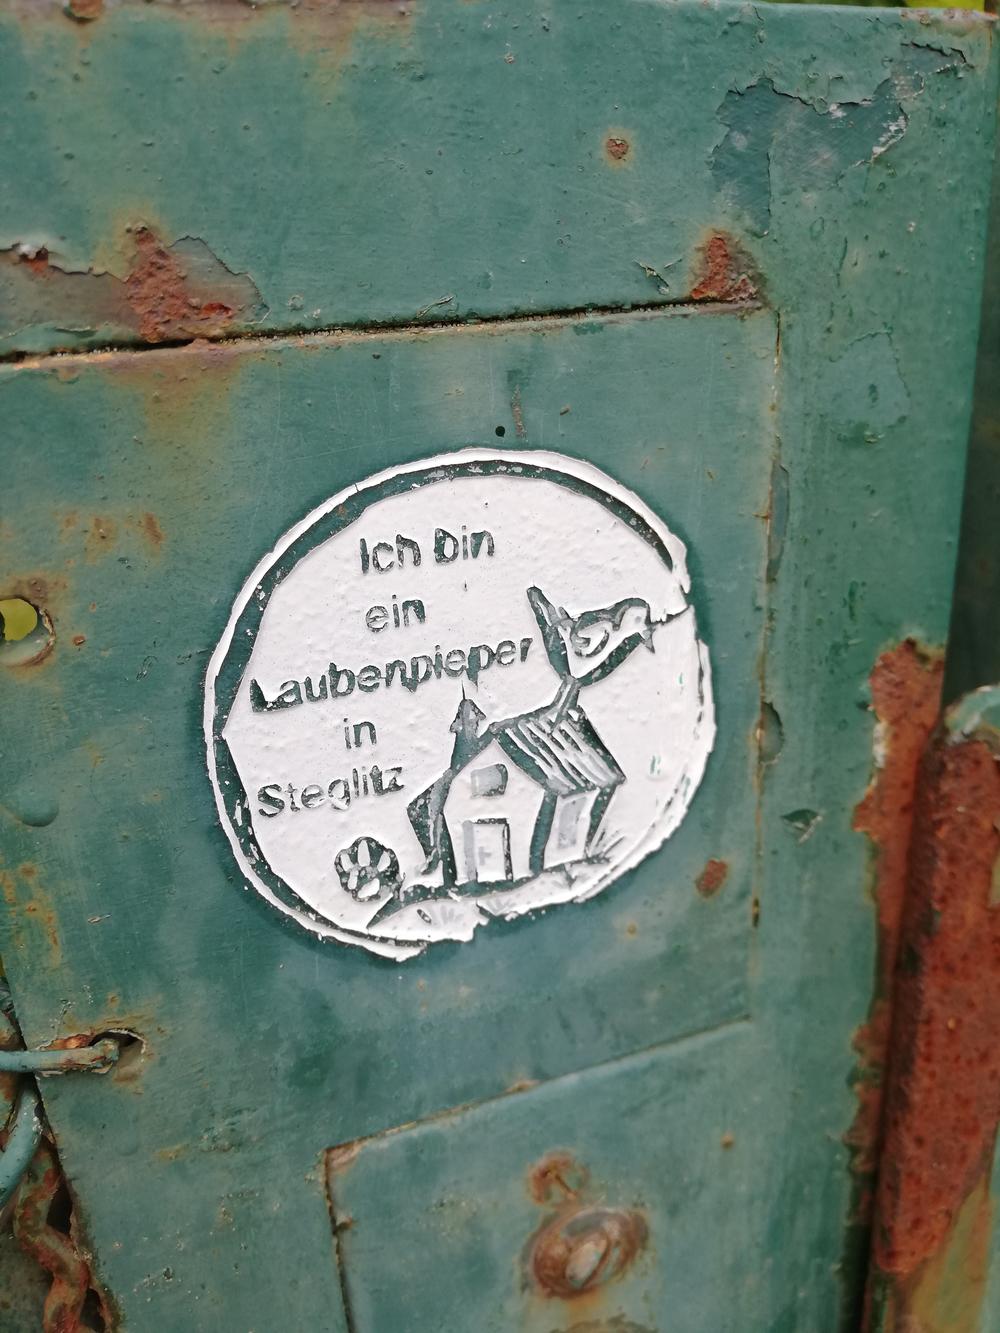 Ich bin
ein
Laubenpieper
in
Steglitz